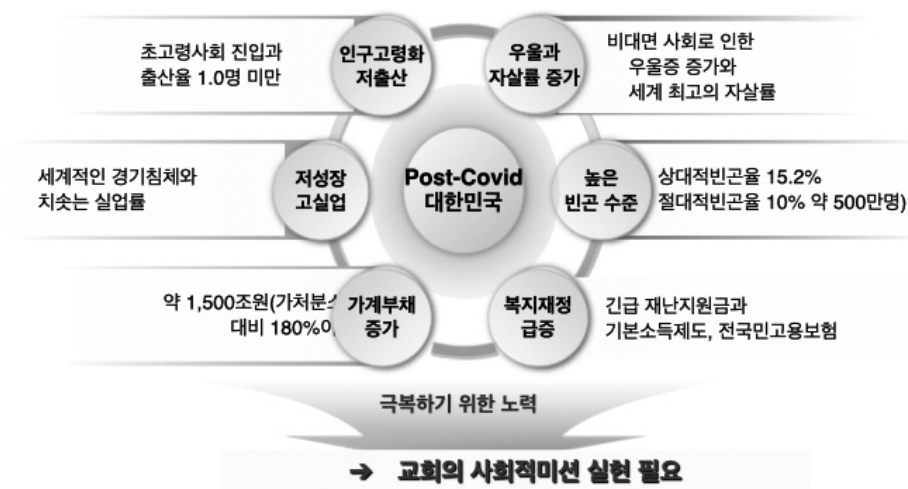 초고령사회 진입과
출산율 1.0명 미만
인구고령화
저출산
우울과
자살률 증가
비대면 사회로 인한
우울증 증가와
세계 최고의 자살률
세계적인 경기침체와
치솟는 실업률
저성장
고실업
Post-Covid
대한민국
높은
빈곤 수준
상대적빈곤율 15.2%
절대적빈곤율 10% 약 500만명)
약 1,500조원(가처분소
대비 180%이
가계부채
증가
복지재정
급증
긴급 재난지원금과
기본소득제도, 전국민고용보험
극복하기 위한 노력
➔ 교회의 사회적미션 실현 필요